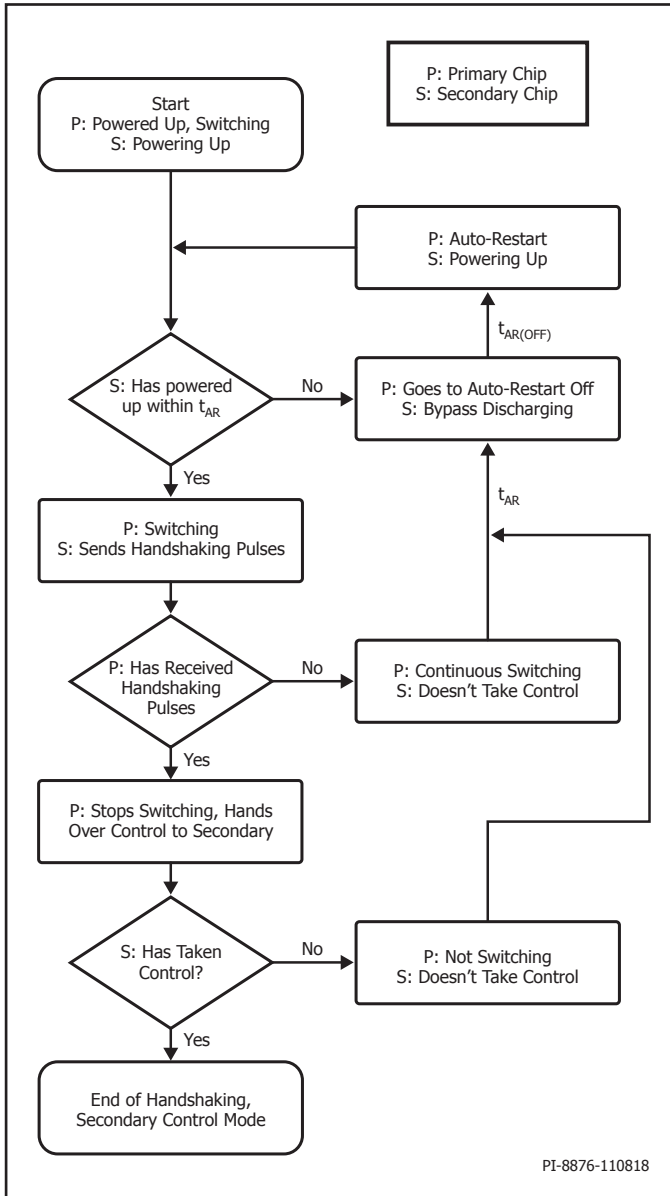 P: Primary Chip
S: Secondary Chip
Start
P: Powered Up, Switching
S: Powering Up
P: Auto-Restart
S: Powering Up
tAR(OFF)
S: Has powered
up within tAR
No
P: Goes to Auto-Restart Off
S: Bypass Discharging
Yes
tAR
P: Switching
S: Sends Handshaking Pulses
P: Has Received
Handshaking
Pulses
No
P: Continuous Switching
S: Doesn't Take Control
Yes
P: Stops Switching, Hands
Over Control to Secondary
S: Has Taken
Control?
No
P: Not Switching
S: Doesn't Take Control
Yes
End of Handshaking,
Secondary Control Mode
PI-8876-110818